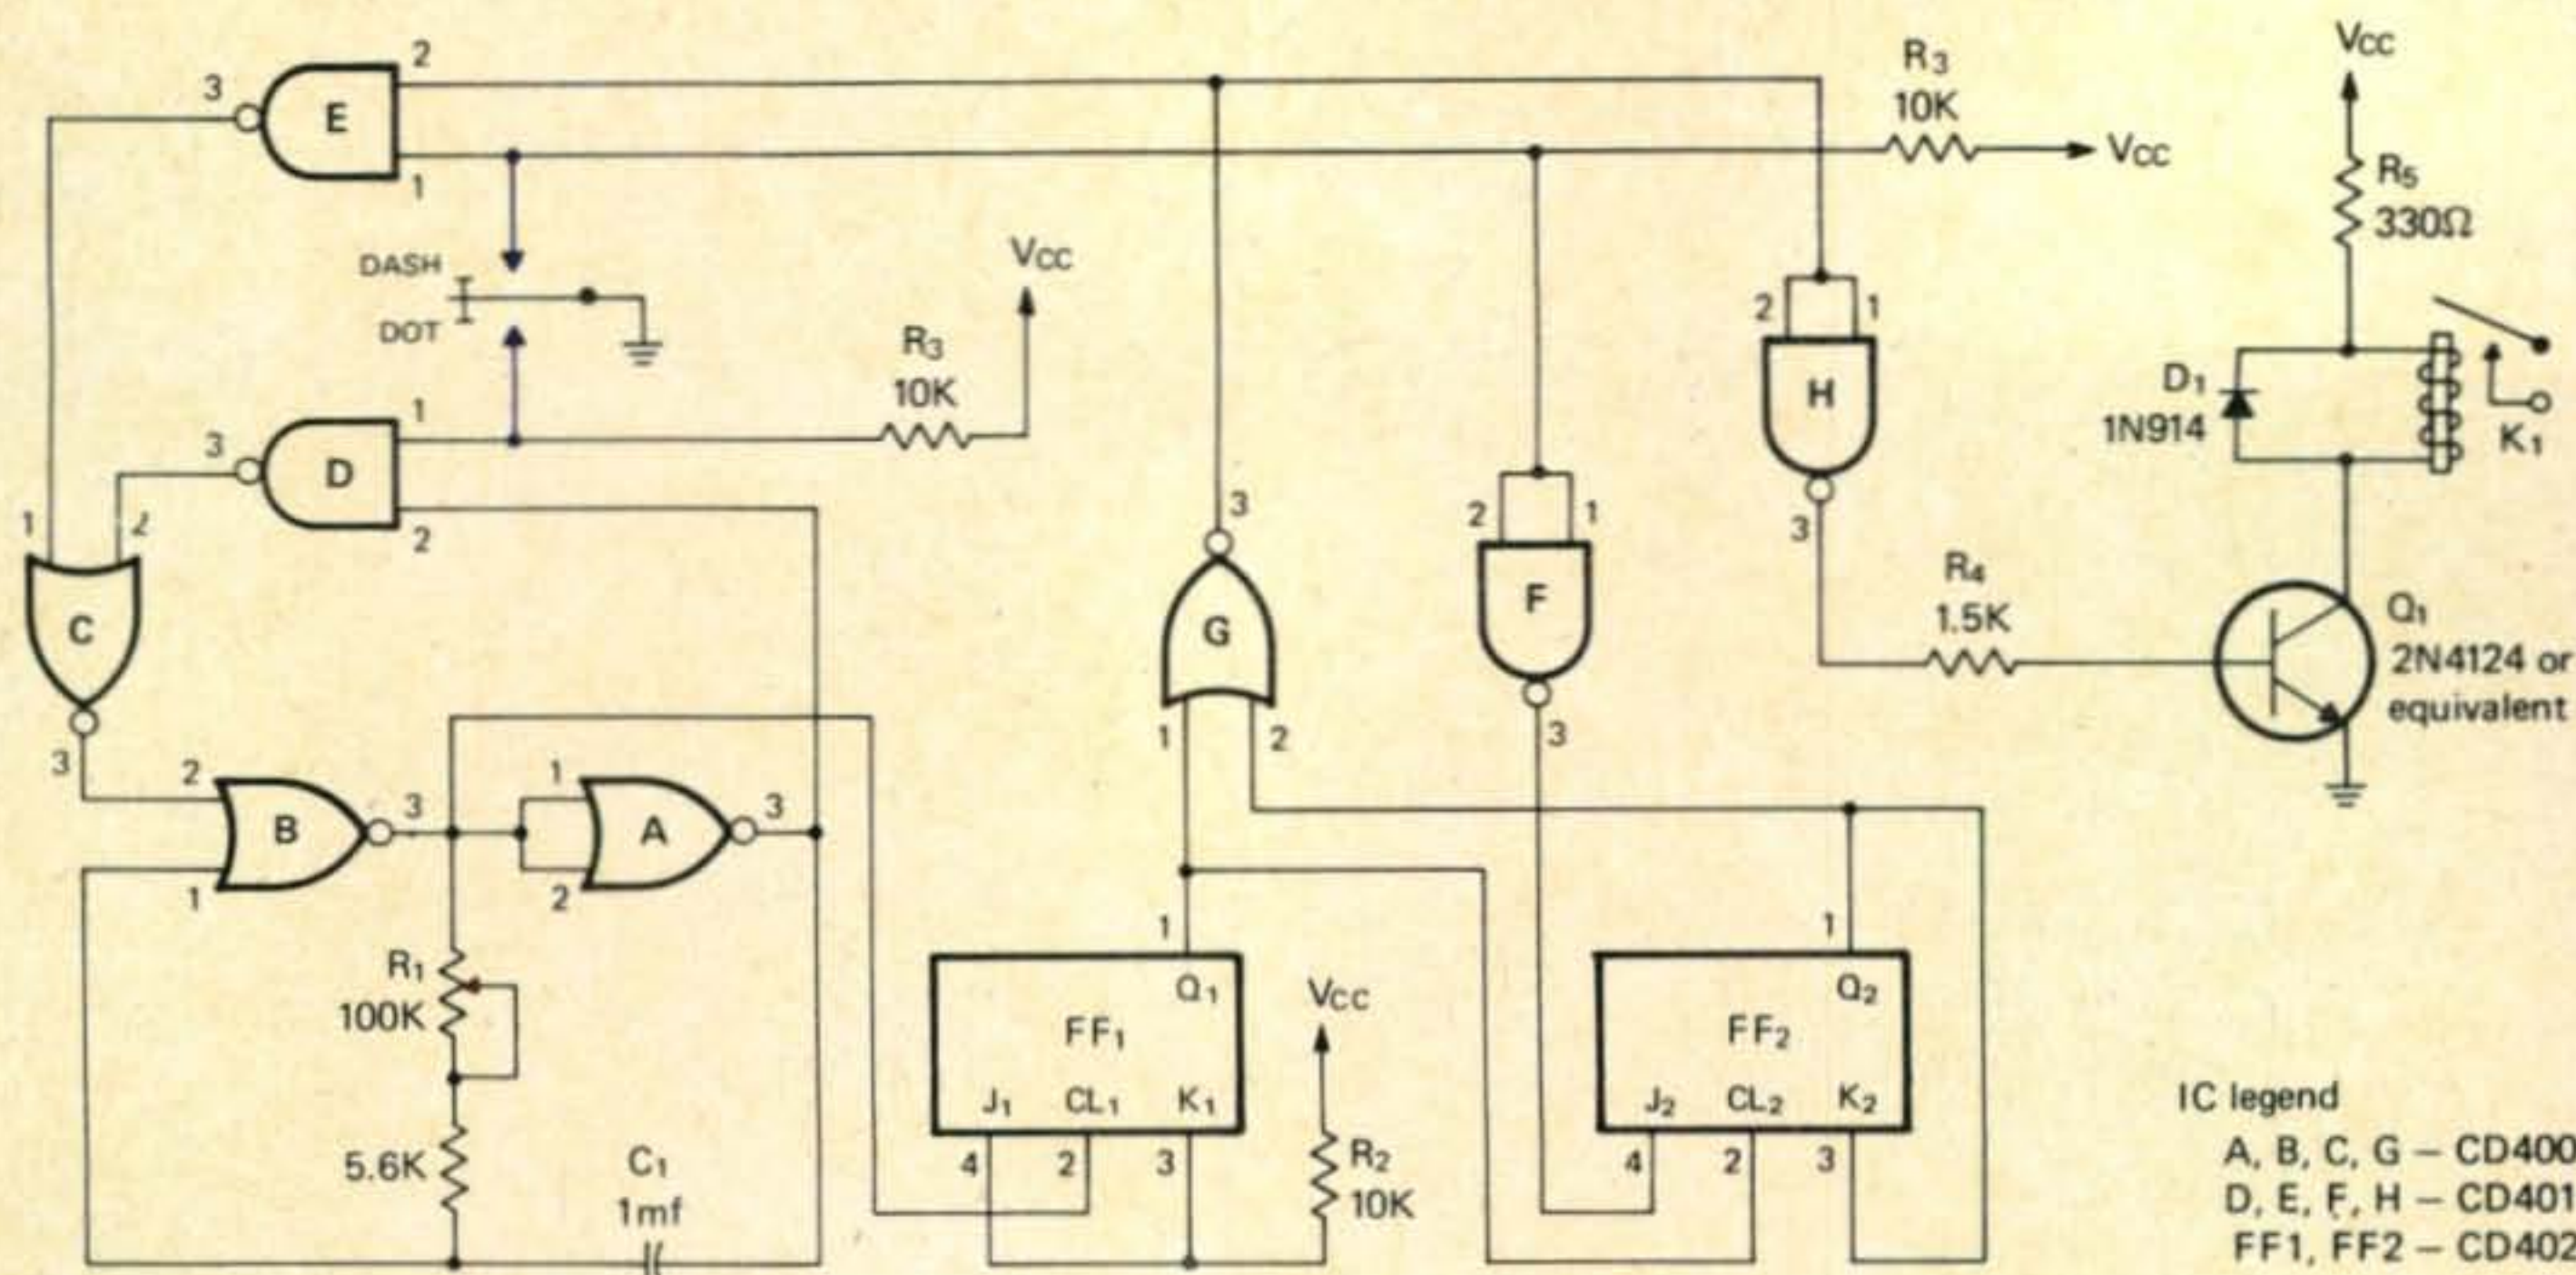 2
3
E
1
R3
10K
VCC
VCC
R5
330Ω
DASH
DOT
VCC
R3
10K
1
3
D
2
2
1
H
3
D1
1N914
K1
1
2
C
3
3
G
1
2
2
1
F
3
R4
1.5K
Q1
2N4124 or
equivalent
2
B
3
1
1
A
3
2
R1
100K
5.6K
C1
1mf
1
Q1
FF1
J1 CL1 K1
4 2 3
VCC
R2
10K
1
Q2
FF2
J2 CL2 K2
4 2 3
IC legend
A, B, C, G – CD400
D, E, F, H – CD401
FF1, FF2 – CD402